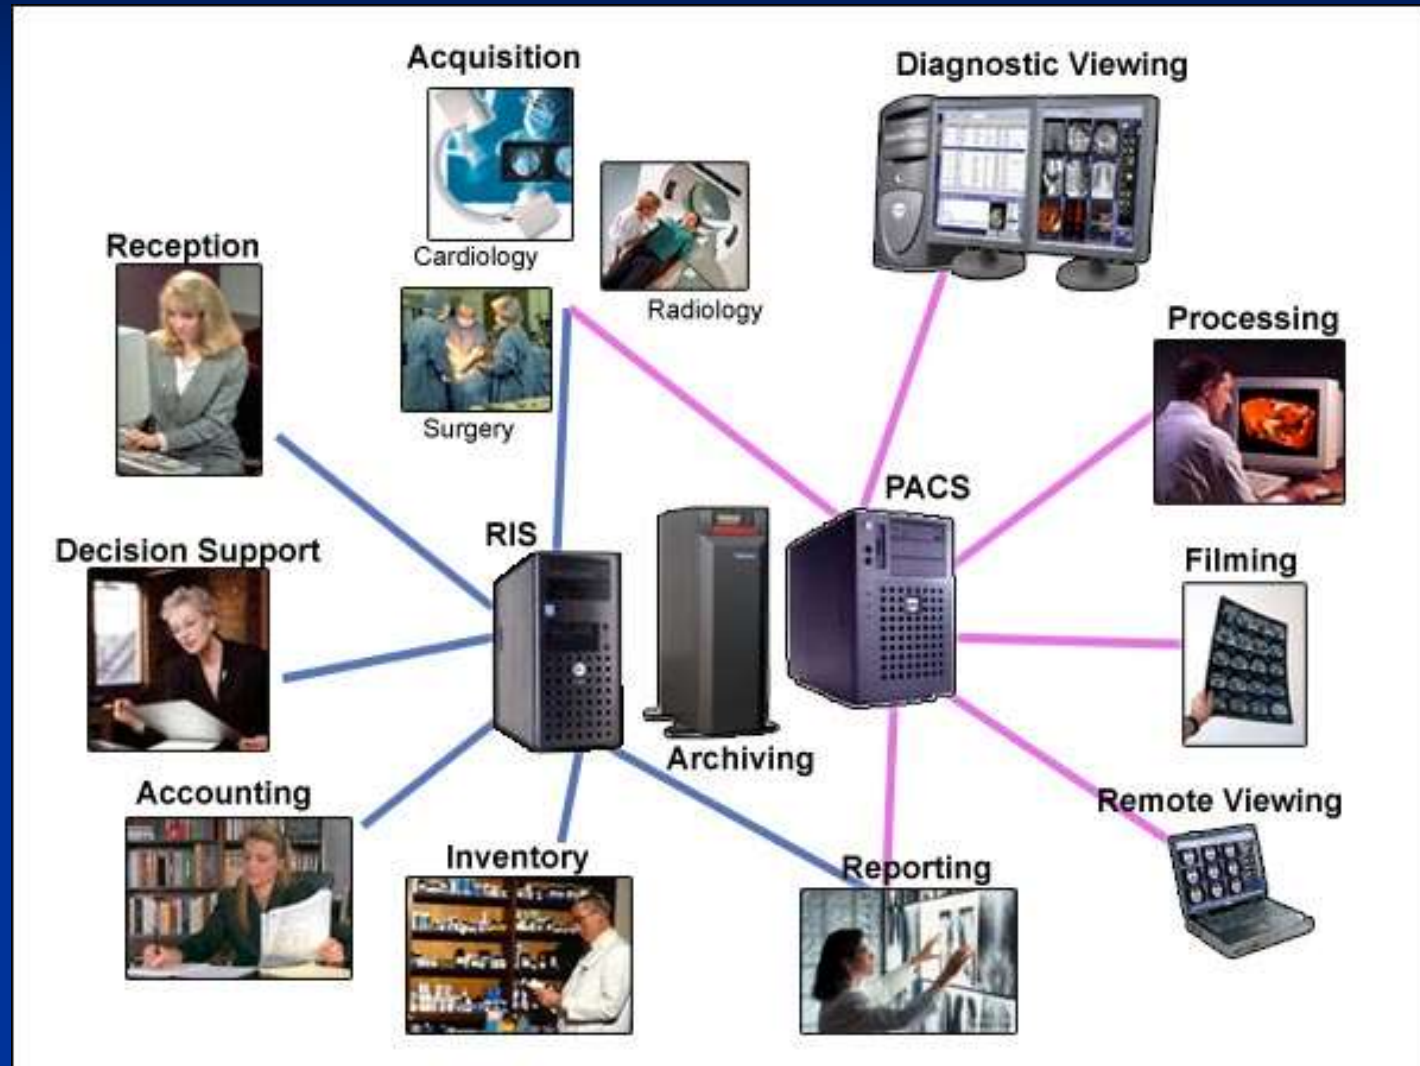 Acquisition
Diagnostic Viewing
Reception
Cardiology
Radiology
Processing
Surgery
PACS
RIS
Decision Support
Filming
Archiving
Accounting
Remote Viewing
Inventory
Reporting